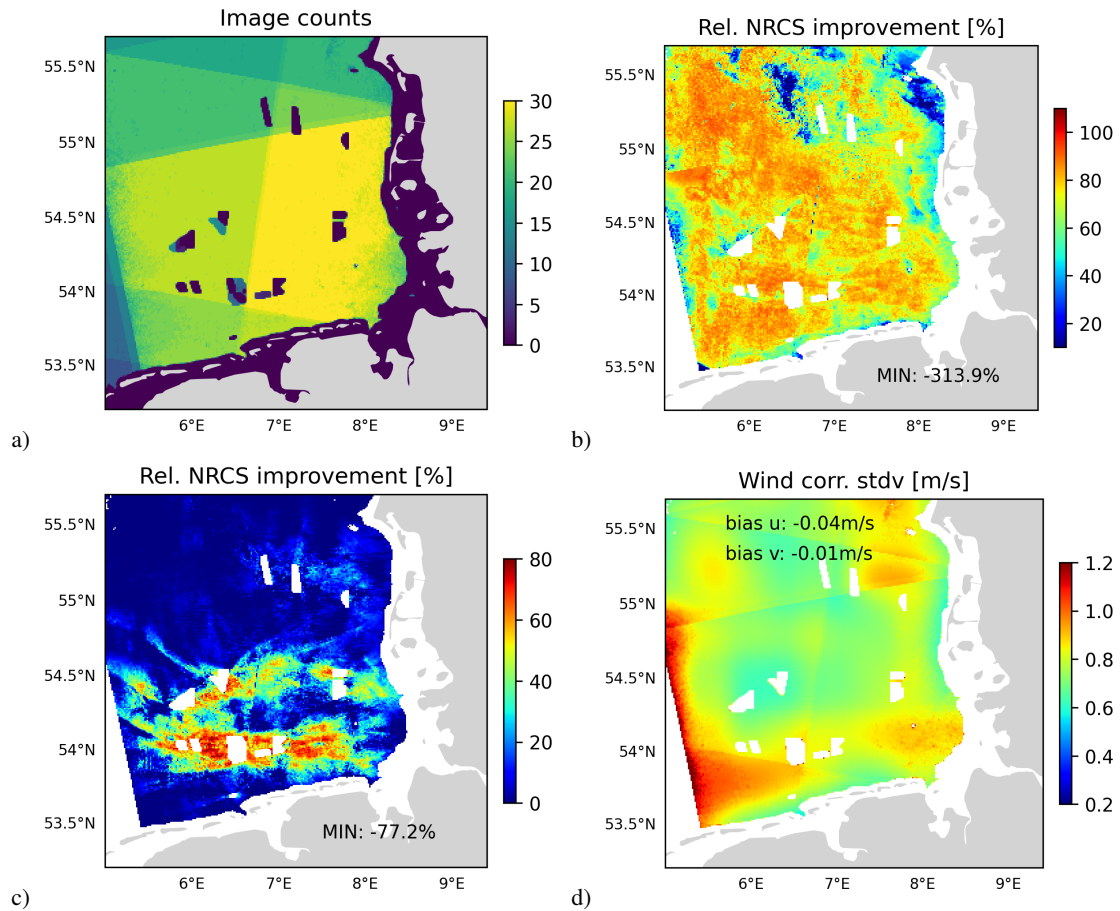 Image counts
55.5°N
55°N
54.5°N
54°N
53.5°N
6°E 7°E 8°E 9°E
30
25
20
15
10
5
0
a)
Rel. NRCS improvement [%]
55.5°N
55°N
54.5°N
54°N
53.5°N
MIN: -313.9%
6°E 7°E 8°E 9°E
100
80
60
40
20
b)
Rel. NRCS improvement [%]
55.5°N
55°N
54.5°N
54°N
53.5°N
MIN: -77.2%
6°E 7°E 8°E 9°E
80
60
40
20
0
c)
Wind corr. stdv [m/s]
bias u: -0.04m/s
bias v: -0.01m/s
55.5°N
55°N
54.5°N
54°N
53.5°N
6°E 7°E 8°E 9°E
1.2
1.0
0.8
0.6
0.4
0.2
d)